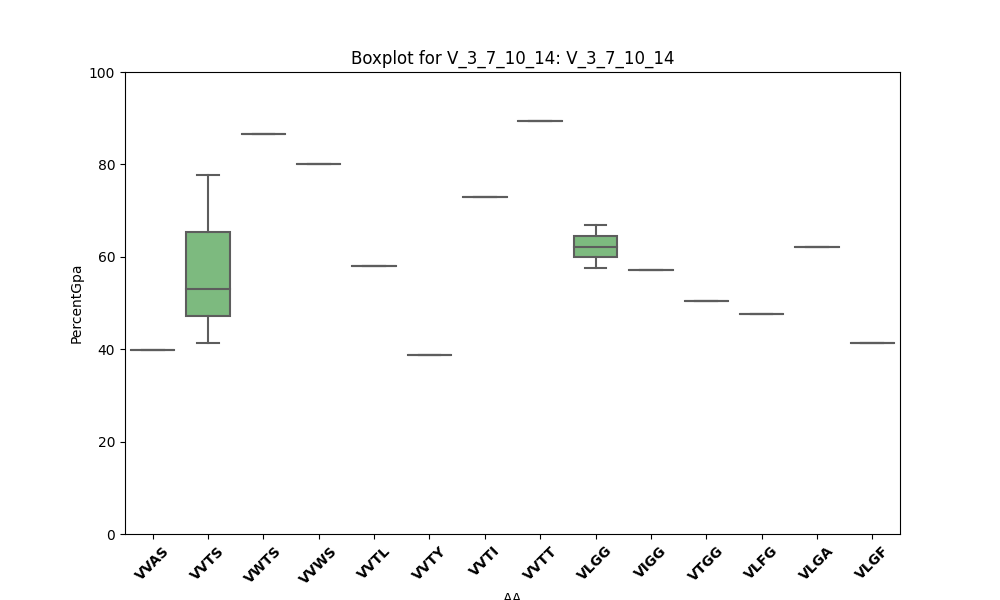 Boxplot for V_3_7_10_14: V_3_7_10_14
100
80
60
40
20
0
PercentGpa
VVAS
VVTS
VWTS
VVWS
VVTL
VVTY
VVTI
VVTT
VLGG
VIGG
VTGG
VLFG
VLGA
VLGF
AA